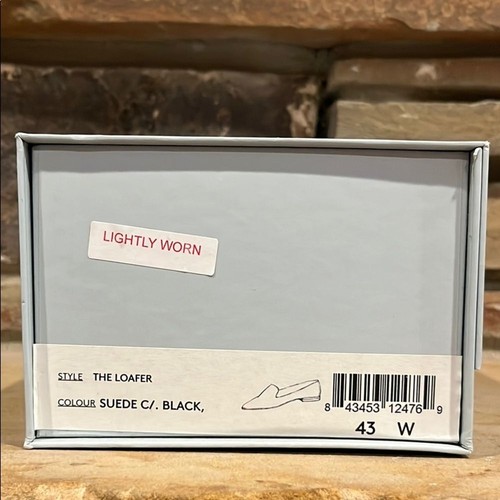 LIGHTLY WORN
STYLE THE LOAFER
COLOUR SUEDE C/. BLACK,
8 43453 12476 9
43 W